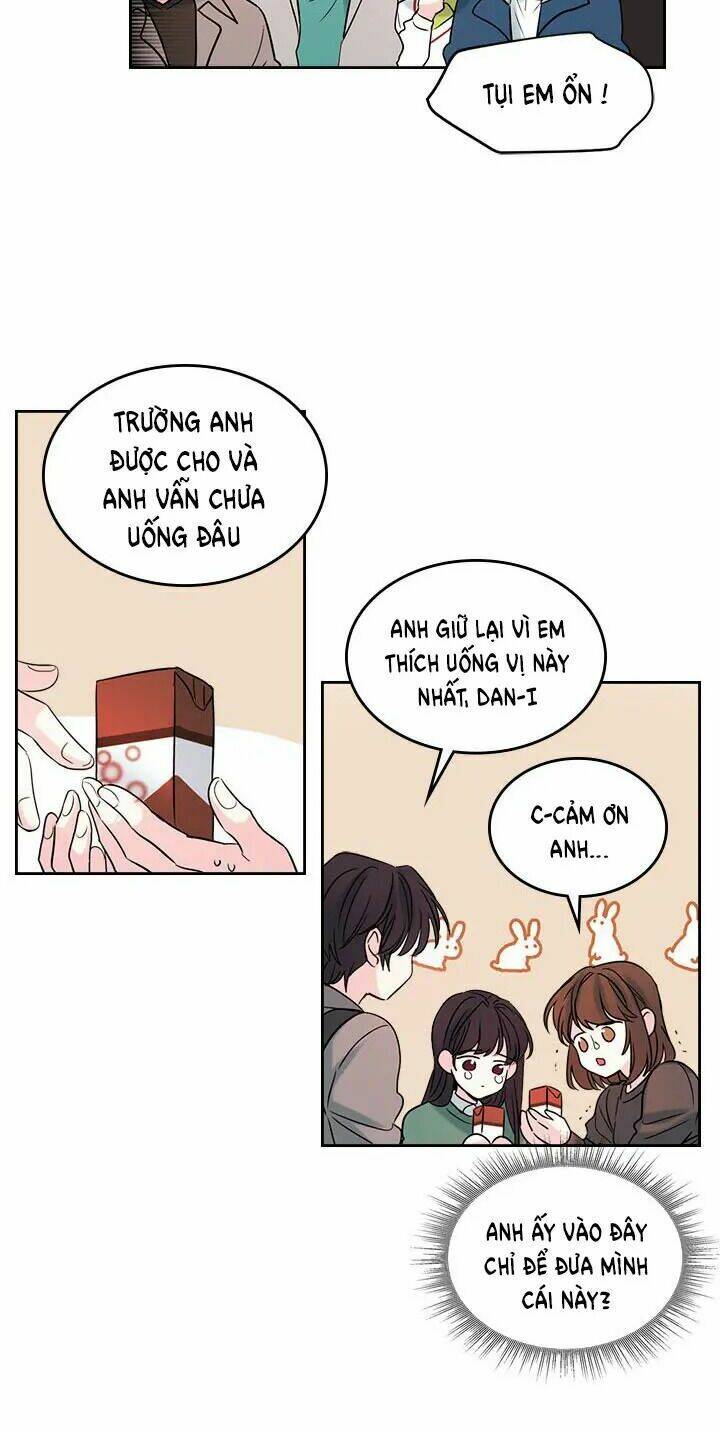 TỤI EM ỔN !
TRƯỜNG ANH
ĐƯỢC CHO VÀ
ANH VẪN CHƯA
UỐNG ĐÂU
ANH GIỮ LẠI VÌ EM
THÍCH UỐNG VỊ NÀY
NHẤT, DAN-I
C-CẢM ƠN
ANH...
ANH ẤY VÀO ĐÂY
CHỈ ĐỂ ĐƯA MÌNH
CÁI NÀY?